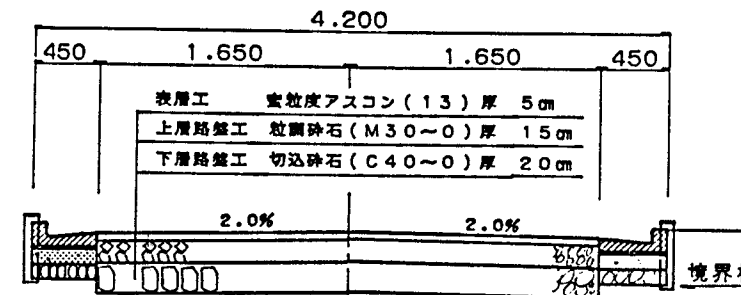 4.200
450 1.650 1.650 450
表層工 密粒度アスコン(13)厚 5㎝
上層路盤工 粒調砕石(M30~0)厚 15㎝
下層路盤工 切込砕石(C40~0)厚 20㎝
2.0% 2.0%
境界